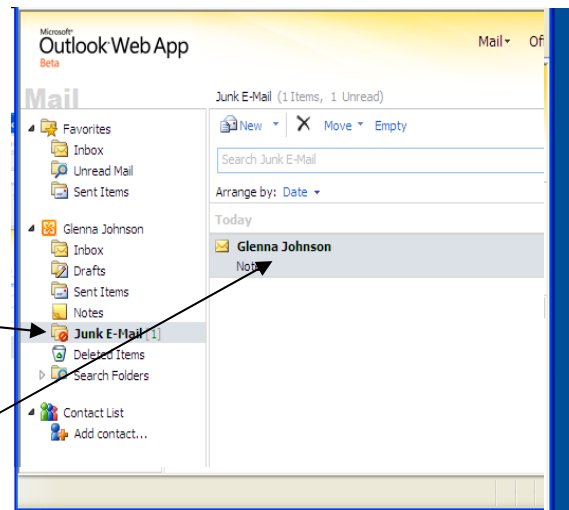 Microsoft®
Outlook Web App
Beta
Mail
Mail
Favorites
Inbox
Unread Mail
Sent Items
Glenna Johnson
Inbox
Drafts
Sent Items
Notes
Junk E-Mail [1]
Deleted Items
Search Folders
Contact List
Add contact...
Junk E-Mail (1 Items, 1 Unread)
New Move Empty
Search Junk E-Mail
Arrange by: Date
Today
Glenna Johnson